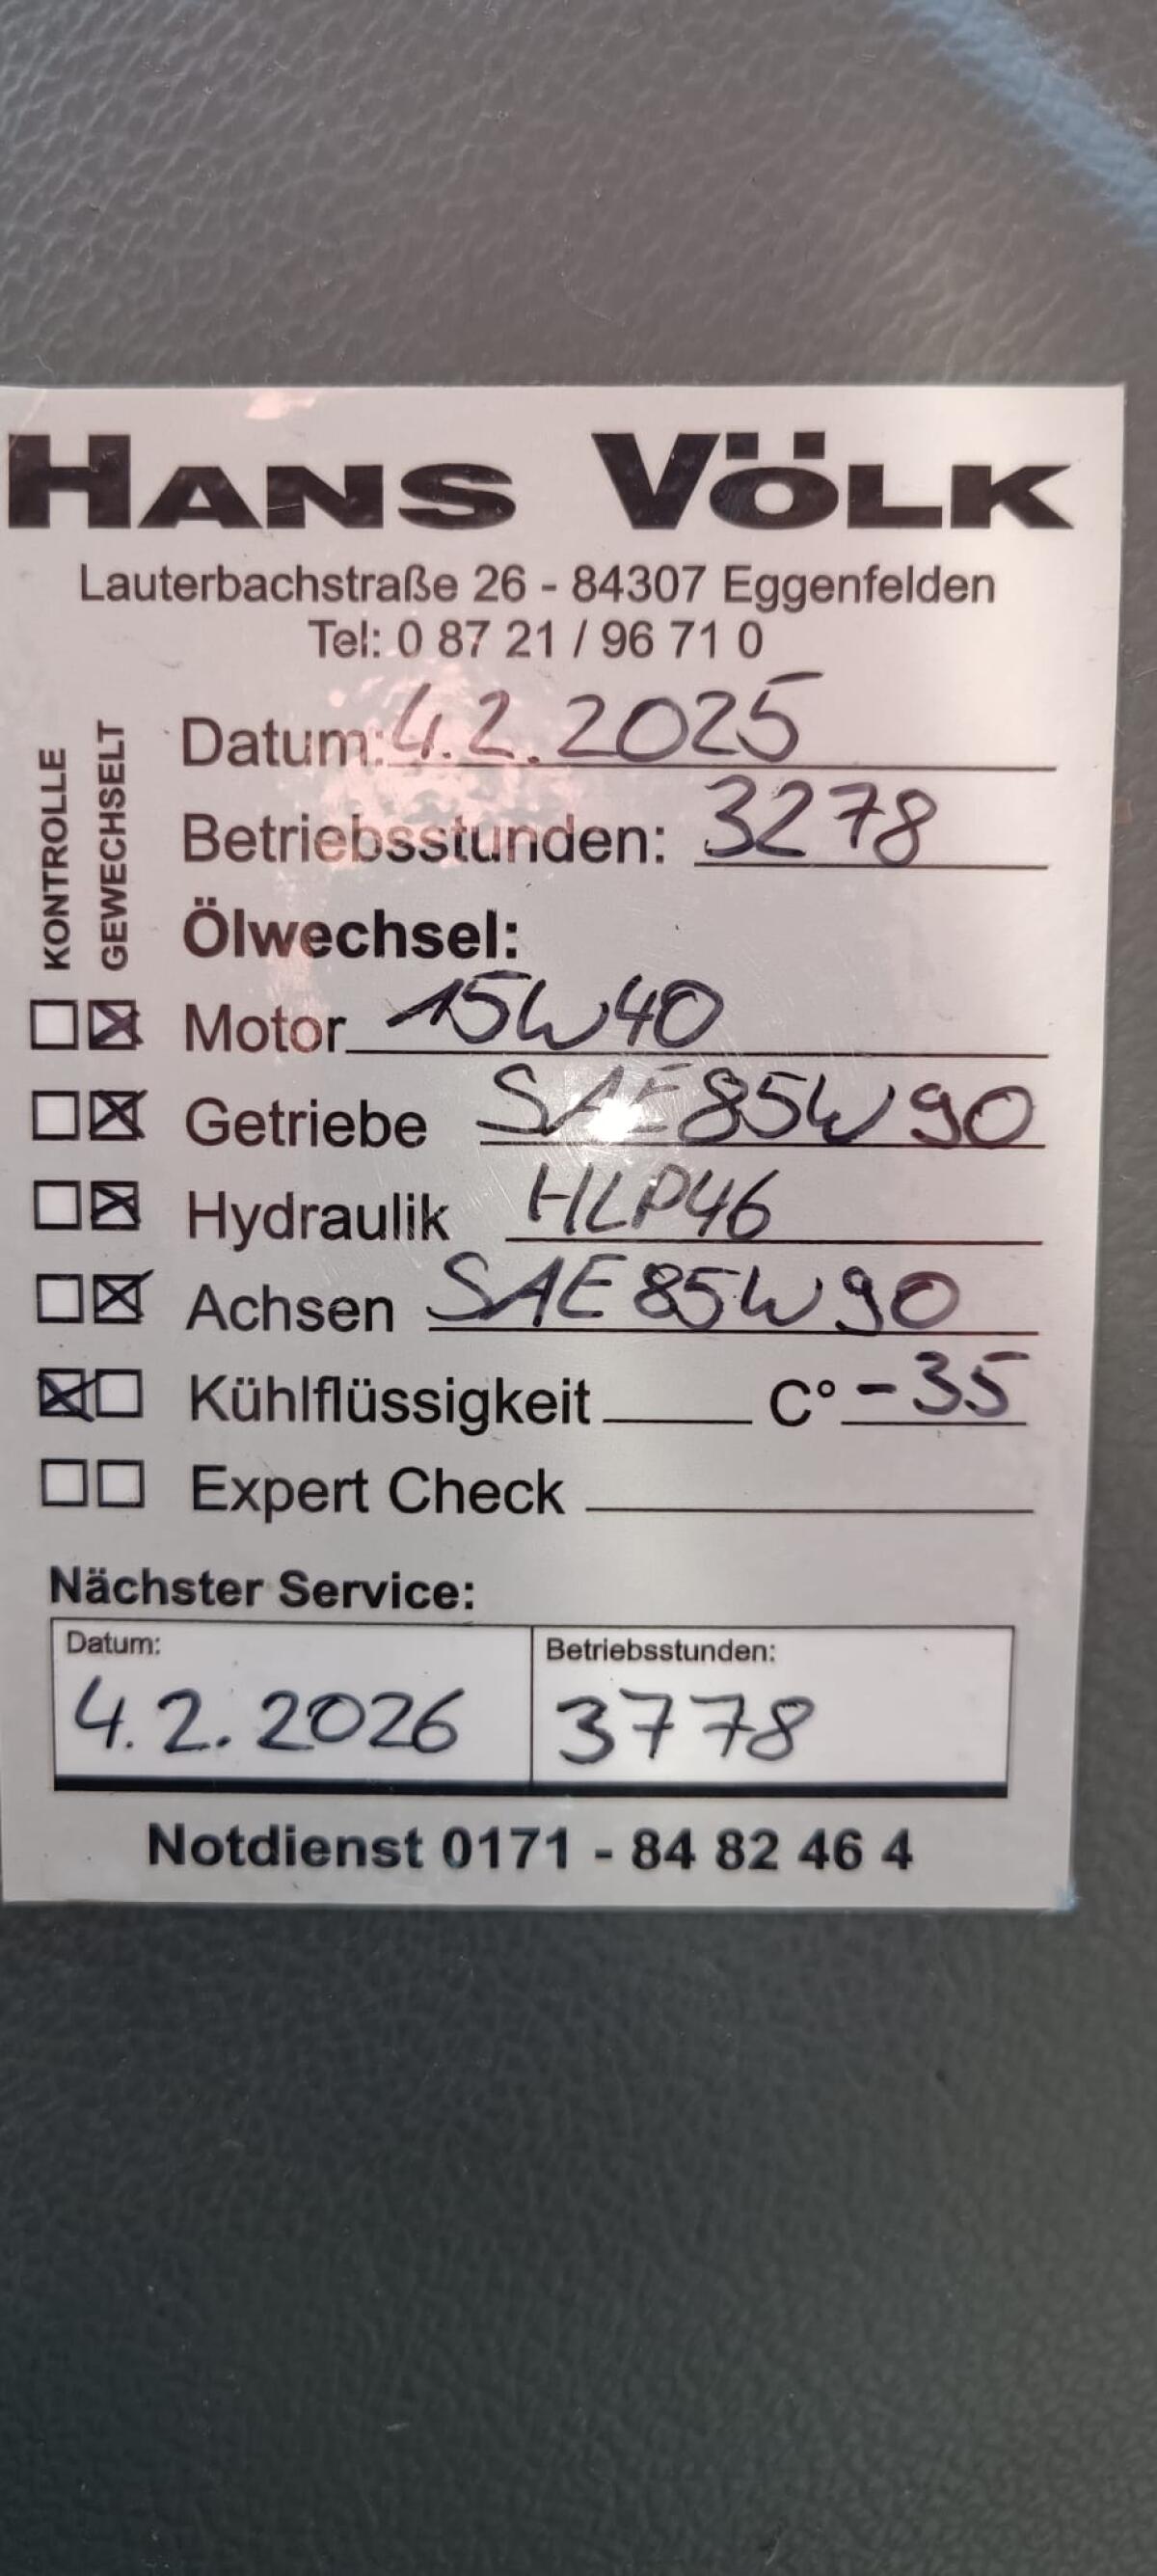 HANS VÖLK
Lauterbachstraße 26 - 84307 Eggenfelden
Tel: 0 87 21 / 96 71 0
KONTROLLE
GEWECHSELT
Datum: 4.2.2025
Betriebsstunden: 3278
Ölwechsel:
Motor 15W40
Getriebe SAE85W90
Hydraulik HLP46
Achsen SAE85W90
Kühlflüssigkeit C° -35
Expert Check
Nächster Service:
Datum: Betriebsstunden:
4.2.2026 3778
Notdienst 0171 - 84 82 46 4